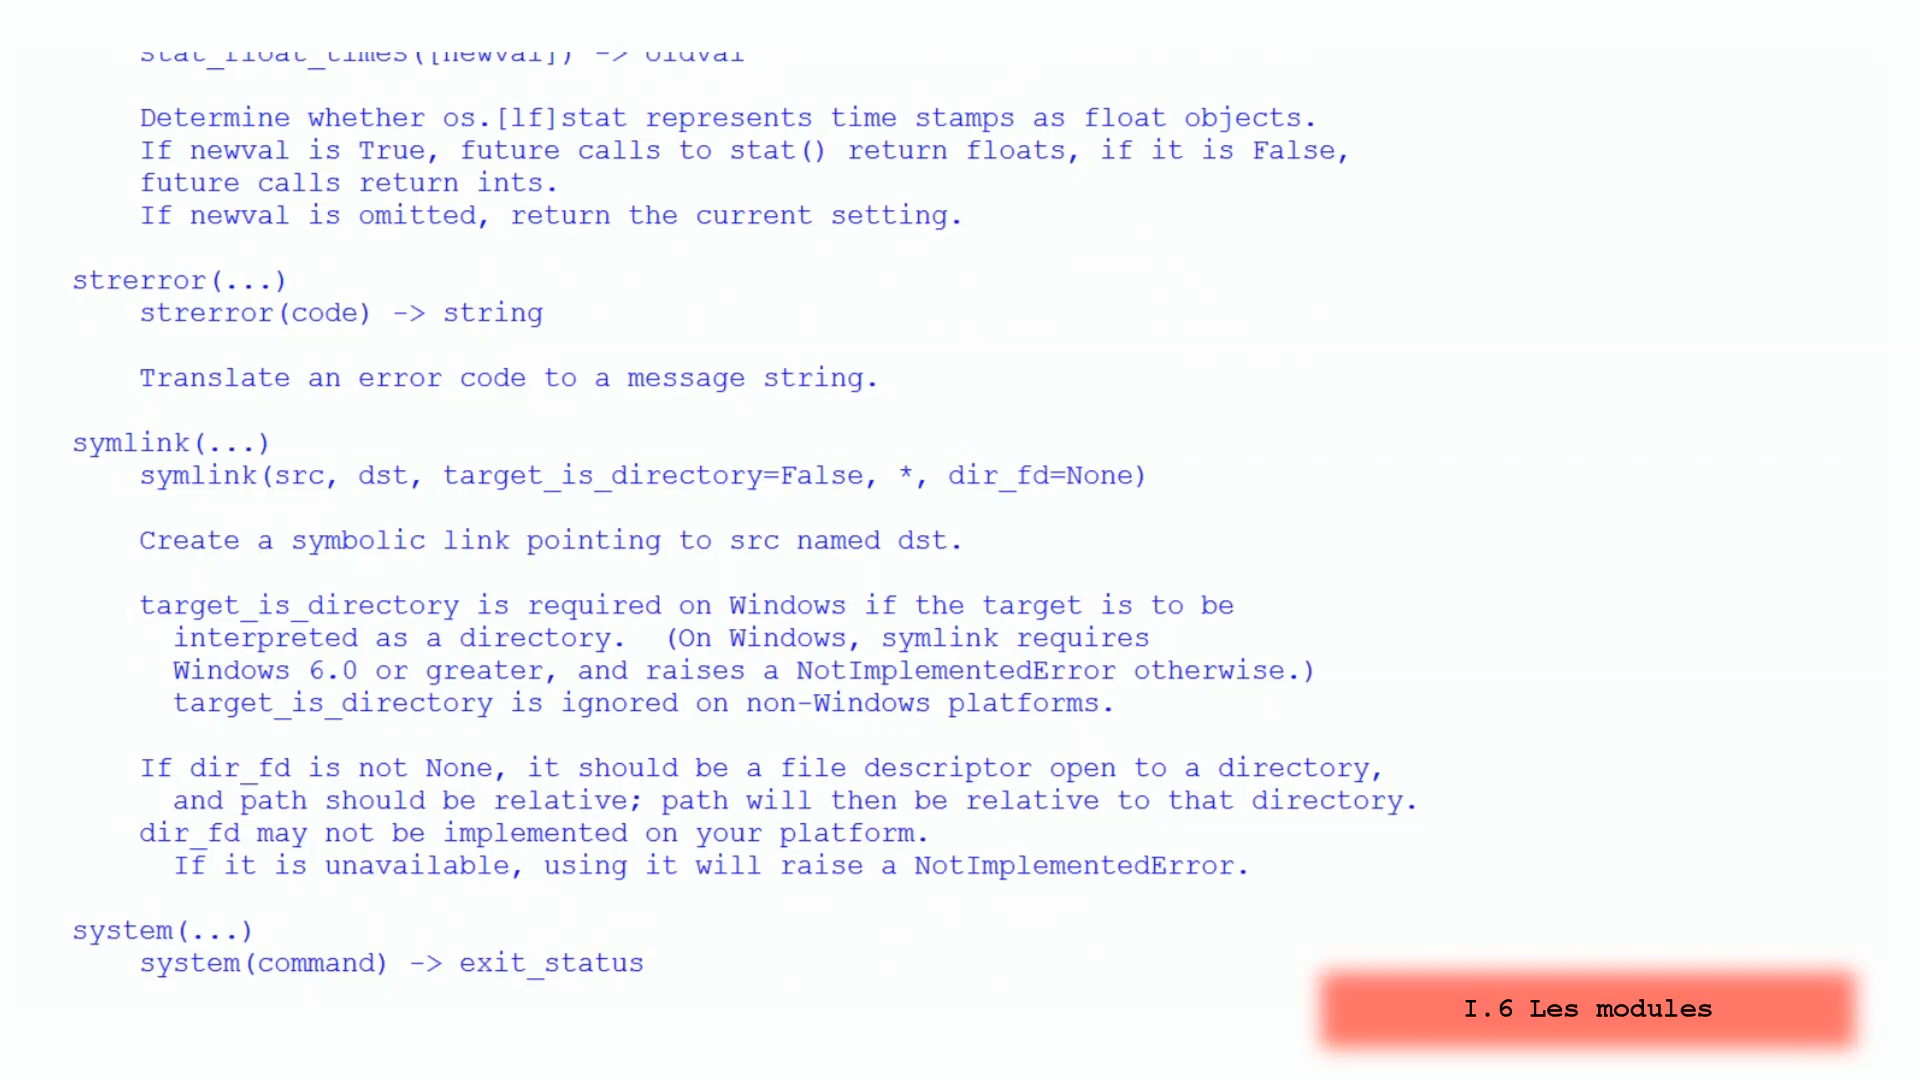 stat_float_times([newval]) -> oldval
Determine whether os.[lf]stat represents time stamps as float objects.
If newval is True, future calls to stat() return floats, if it is False,
future calls return ints.
If newval is omitted, return the current setting.
strerror(...)
strerror(code) -> string
Translate an error code to a message string.
symlink(...)
symlink(src, dst, target_is_directory=False, *, dir_fd=None)
Create a symbolic link pointing to src named dst.
target_is_directory is required on Windows if the target is to be
interpreted as a directory.  (On Windows, symlink requires
Windows 6.0 or greater, and raises a NotImplementedError otherwise.)
target_is_directory is ignored on non-Windows platforms.
If dir_fd is not None, it should be a file descriptor open to a directory,
and path should be relative; path will then be relative to that directory.
dir_fd may not be implemented on your platform.
If it is unavailable, using it will raise a NotImplementedError.
system(...)
system(command) -> exit_status
I.6 Les modules